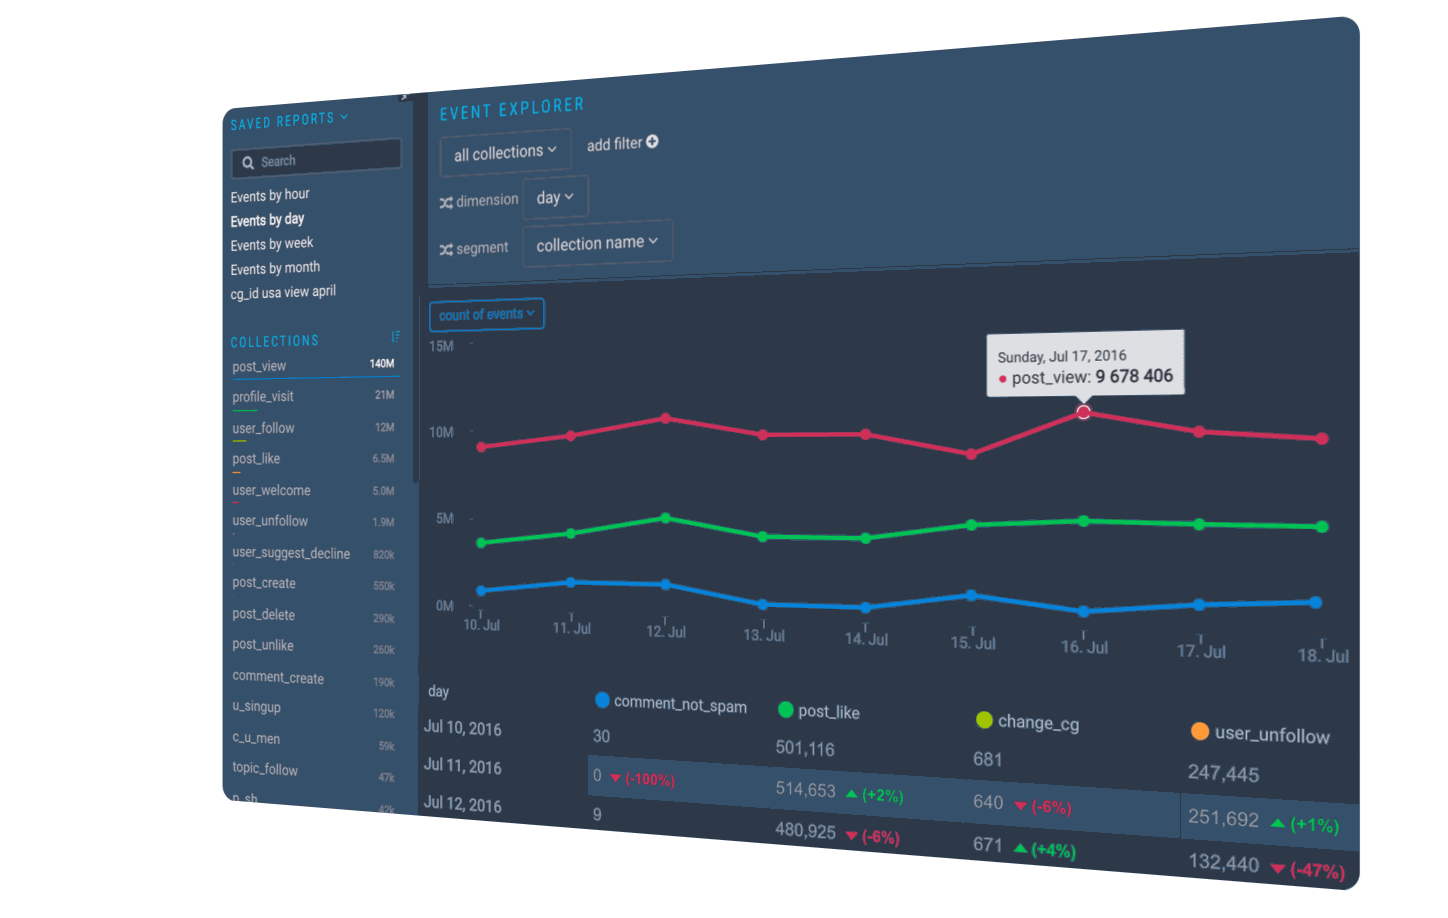 SAVED REPORTS
Search
Events by hour
Events by day
Events by week
Events by month
cg_id usa view april
COLLECTIONS
post_view 140M
profile_visit 21M
user_follow 12M
post_like 6.5M
user_welcome 5.0M
user_unfollow 1.9M
user_suggest_decline 820k
post_create 550k
post_delete 290k
post_unlike 260k
comment_create 190k
u_singup 120k
c_u_men 59k
topic_follow 47k
42k
EVENT EXPLORER
all collections add filter
dimension day
segment collection name
count of events
15M
10M
5M
0M
Sunday, Jul 17, 2016
post_view: 9 678 406
10. Jul 11. Jul 12. Jul 13. Jul 14. Jul 15. Jul 16. Jul 17. Jul 18. Jul
day comment_not_spam post_like change_cg user_unfollow
Jul 10, 2016 30 501,116 681 247,445
Jul 11, 2016 0 (-100%) 514,653 (+2%) 640 (-6%) 251,692 (+1%)
Jul 12, 2016 9 480,925 (-6%) 671 (+4%) 132,440 (-47%)